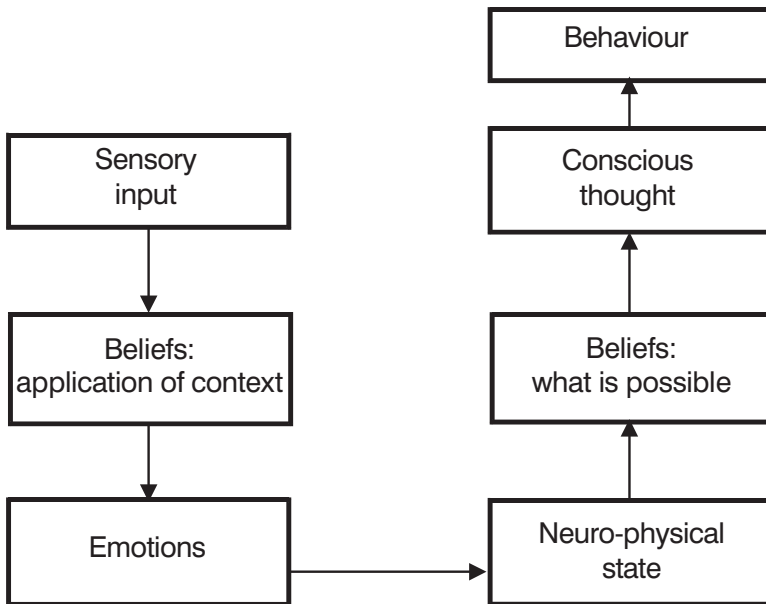 Behaviour
Sensory
input
Conscious
thought
Beliefs:
application of context
Beliefs:
what is possible
Emotions
Neuro-physical
state